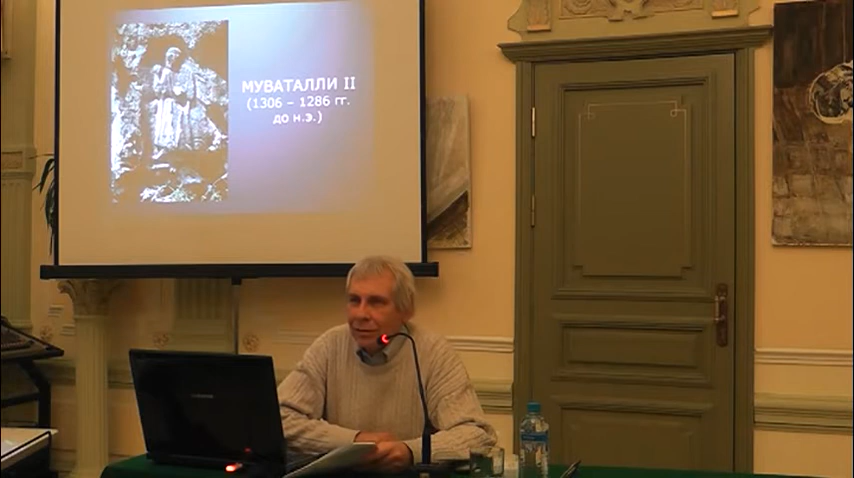 МУВАТАЛЛИ II
(1306 – 1286 гг.
до н.э.)